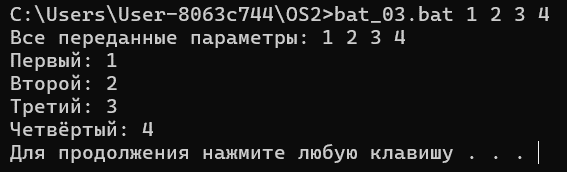 C:\Users\User-8063c744\OS2>bat_03.bat 1 2 3 4
Все переданные параметры: 1 2 3 4
Первый: 1
Второй: 2
Третий: 3
Четвёртый: 4
Для продолжения нажмите любую клавишу . . .